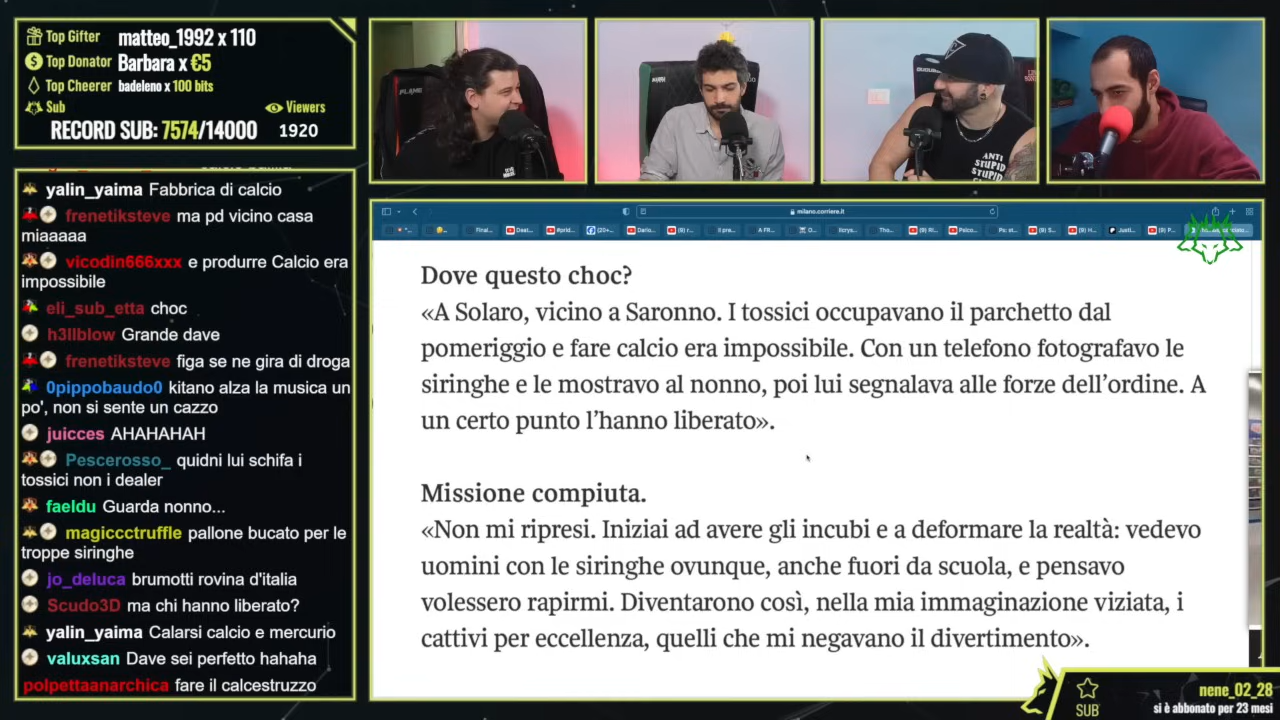 Top Gifter matteo_1992 x 110
Top Donator Barbara x €5
Top Cheerer badeleno x 100 bits
Sub Viewers
RECORD SUB: 7574/14000 1920
yalin_yaima Fabbrica di calcio
frenetiksteve ma pd vicino casa
miaaaaa
vicodin666xxx e produrre Calcio era
impossibile
eli_sub_etta choc
h3llblow Grande dave
frenetiksteve figa se ne gira di droga
0pippobaudo0 kitano alza la musica un
po', non si sente un cazzo
juicces AHAHAHAH
Pescerosso_ quidni lui schifa i
tossici non i dealer
faeldu Guarda nonno...
magiccctruffle pallone bucato per le
troppe siringhe
jo_deluca brumotti rovina d'italia
Scudo3D ma chi hanno liberato?
yalin_yaima Calarsi calcio e mercurio
valuxsan Dave sei perfetto hahaha
polpettaanarchica fare il calcestruzzo
ANTI
STUPID
STUPID
milano.corriere.it
Dove questo choc?
«A Solaro, vicino a Saronno. I tossici occupavano il parchetto dal
pomeriggio e fare calcio era impossibile. Con un telefono fotografavo le
siringhe e le mostravo al nonno, poi lui segnalava alle forze dell'ordine. A
un certo punto l'hanno liberato».
Missione compiuta.
«Non mi ripresi. Iniziai ad avere gli incubi e a deformare la realtà: vedevo
uomini con le siringhe ovunque, anche fuori da scuola, e pensavo
volessero rapirmi. Diventarono così, nella mia immaginazione viziata, i
cattivi per eccellenza, quelli che mi negavano il divertimento».
SUB
nene_02_28
si è abbonato per 23 mesi